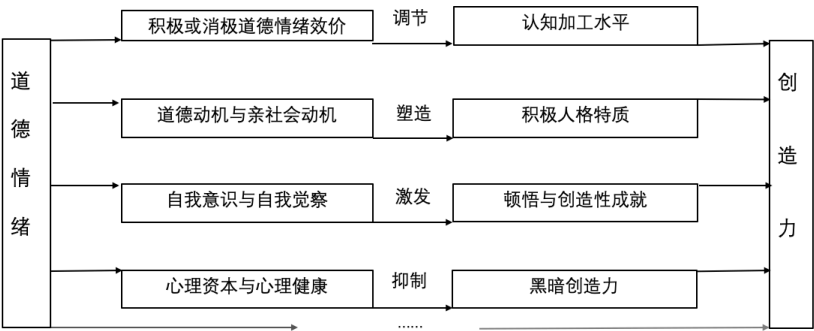 道德情绪
积极或消极道德情绪效价
调节
认知加工水平
道德动机与亲社会动机
塑造
积极人格特质
自我意识与自我觉察
激发
顿悟与创造性成就
心理资本与心理健康
抑制
黑暗创造力
……
创造力